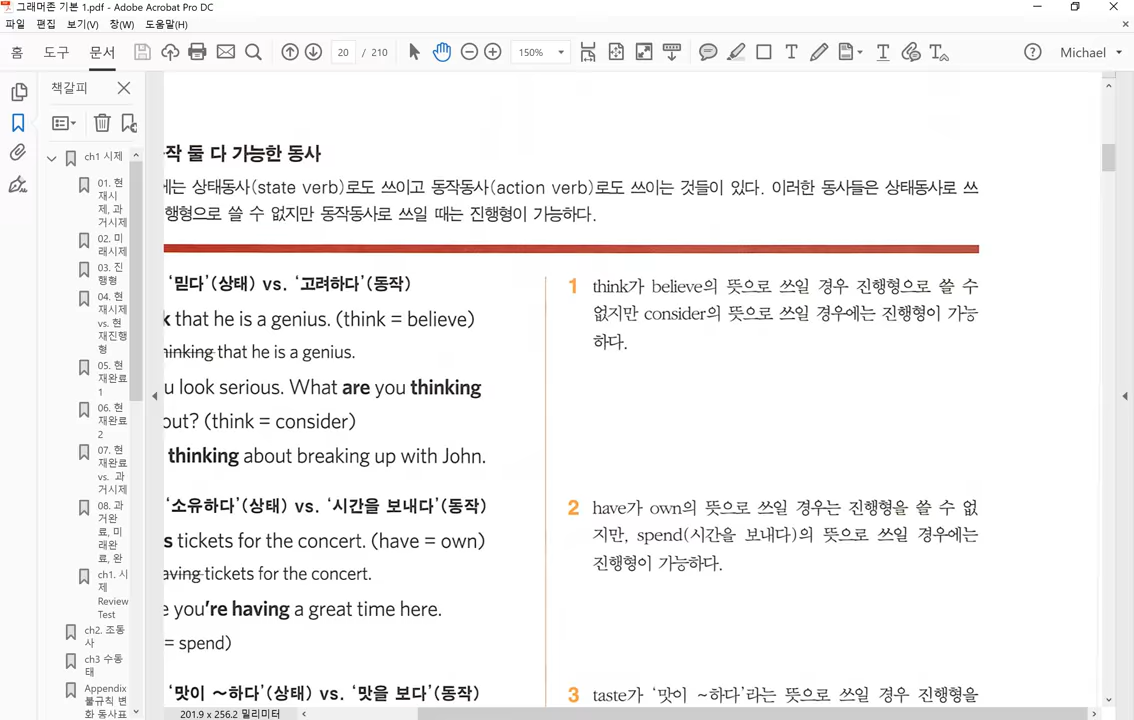 그래머존 기본 1.pdf - Adobe Acrobat Pro DC
파일 편집 보기(V) 창(W) 도움말(H)
홈 도구 문서 20 / 210 150% Michael
책갈피
ch1 시제
01. 현
재시
제, 과
거시제
02. 미
래시제
03. 진
행형
04. 현
재시제
vs. 현
재진행
형
05. 현
재완료
1
06. 현
재완료
2
07. 현
재완료
vs. 과
거시제
08. 과
거완
료, 미
래완
료, 완
ch1. 시
제
Review
Test
ch2. 조동
사
ch3 수동
태
Appendix
불규칙 변
화 동사표
작 둘 다 가능한 동사
에는 상태동사(state verb)로도 쓰이고 동작동사(action verb)로도 쓰이는 것들이 있다. 이러한 동사들은 상태동사로 쓰
행형으로 쓸 수 없지만 동작동사로 쓰일 때는 진행형이 가능하다.
‘믿다’(상태) vs. ‘고려하다’(동작)
k that he is a genius. (think = believe)
inking that he is a genius.
u look serious. What are you thinking
out? (think = consider)
thinking about breaking up with John.
‘소유하다’(상태) vs. ‘시간을 보내다’(동작)
s tickets for the concert. (have = own)
aving tickets for the concert.
e you're having a great time here.
= spend)
‘맛이 ～하다’(상태) vs. ‘맛을 보다’(동작)
1 think가 believe의 뜻으로 쓰일 경우 진행형으로 쓸 수
없지만 consider의 뜻으로 쓰일 경우에는 진행형이 가능
하다.
2 have가 own의 뜻으로 쓰일 경우는 진행형을 쓸 수 없
지만, spend(시간을 보내다)의 뜻으로 쓰일 경우에는
진행형이 가능하다.
3 taste가 ‘맛이 ~하다’라는 뜻으로 쓰일 경우 진행형을
201.9 x 256.2 밀리미터